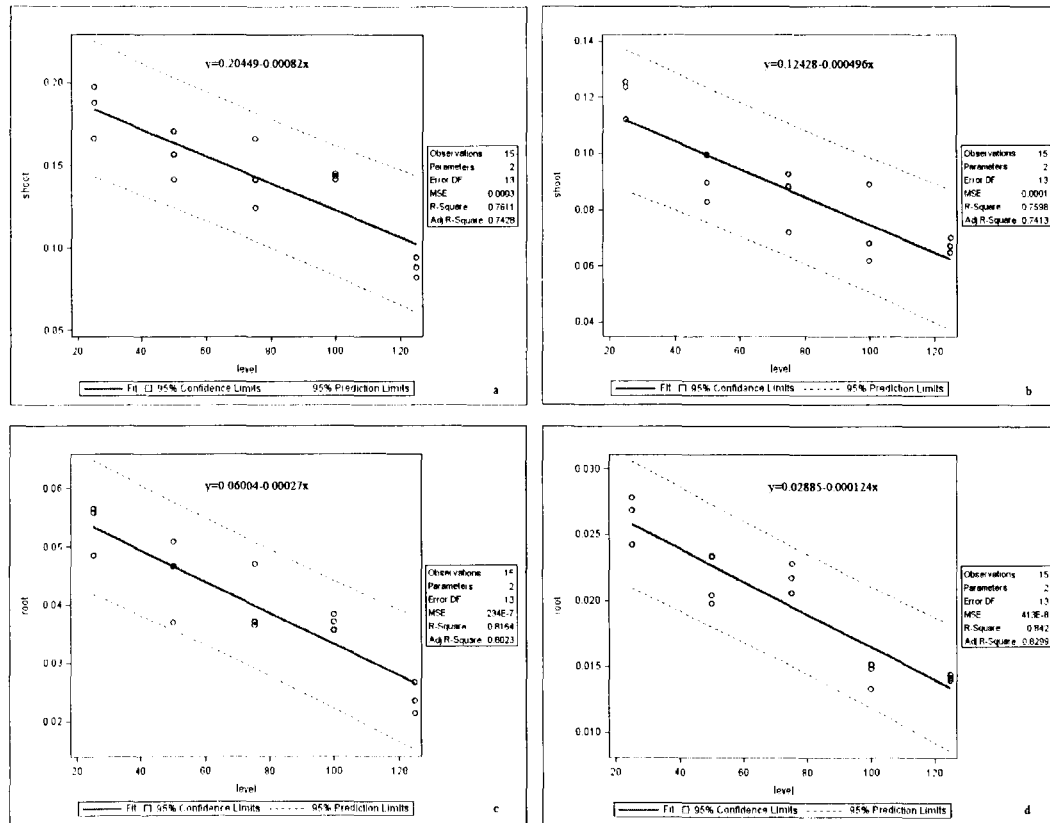 y=0.20449-0.00082x
shoot
0.20
0.15
0.10
0.05
20 40 60 80 100 120
level
Observations 15
Parameters 2
Error DF 13
MSE 0.0003
R-Square 0.7611
Adj R-Square 0.7428
Fit 95% Confidence Limits 95% Prediction Limits
a
y=0.12428-0.000496x
shoot
0.14
0.12
0.10
0.08
0.06
0.04
20 40 60 80 100 120
level
Observations 15
Parameters 2
Error DF 13
MSE 0.0001
R-Square 0.7598
Adj R-Square 0.7413
Fit 95% Confidence Limits 95% Prediction Limits
b
y=0.06004-0.00027x
root
0.06
0.05
0.04
0.03
0.02
20 40 60 80 100 120
level
Observations 15
Parameters 2
Error DF 13
MSE 234E-7
R-Square 0.8164
Adj R-Square 0.8023
Fit 95% Confidence Limits 95% Prediction Limits
c
y=0.02885-0.000124x
root
0.030
0.025
0.020
0.015
0.010
20 40 60 80 100 120
level
Observations 15
Parameters 2
Error DF 13
MSE 413E-8
R-Square 0.842
Adj R-Square 0.8299
Fit 95% Confidence Limits 95% Prediction Limits
d